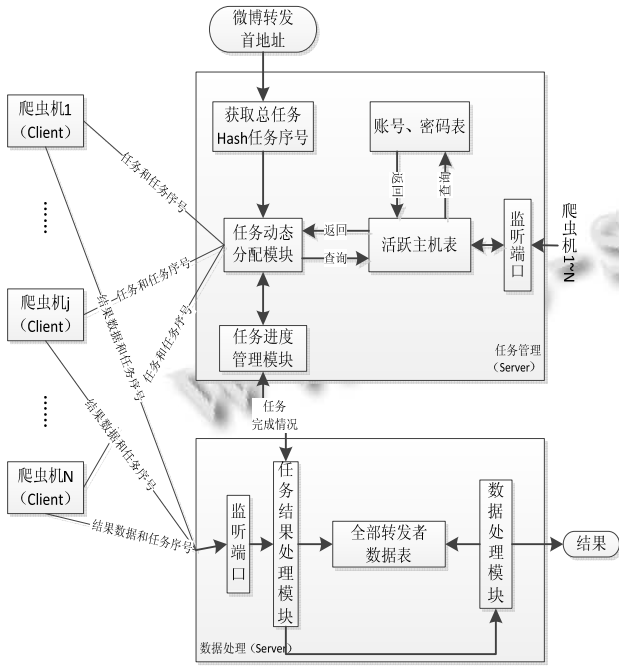 微博转发
首地址
爬虫机1
（Client）
获取总任务
Hash任务序号
账号、密码表
任务和任务序号
返回
查询
……
任务动态
分配模块
返回
查询
活跃主机表
监听端口
爬虫机1~N
爬虫机j
（Client）
任务和任务序号
结果数据和任务序号
任务和任务序号
任务进度
管理模块
任务管理
（Server）
……
结果数据和任务序号
任务
完成情况
爬虫机N
（Client）
结果数据和任务序号
监听端口
任务结果处理模块
全部转发者
数据表
数据处理模块
结果
数据处理（Server）